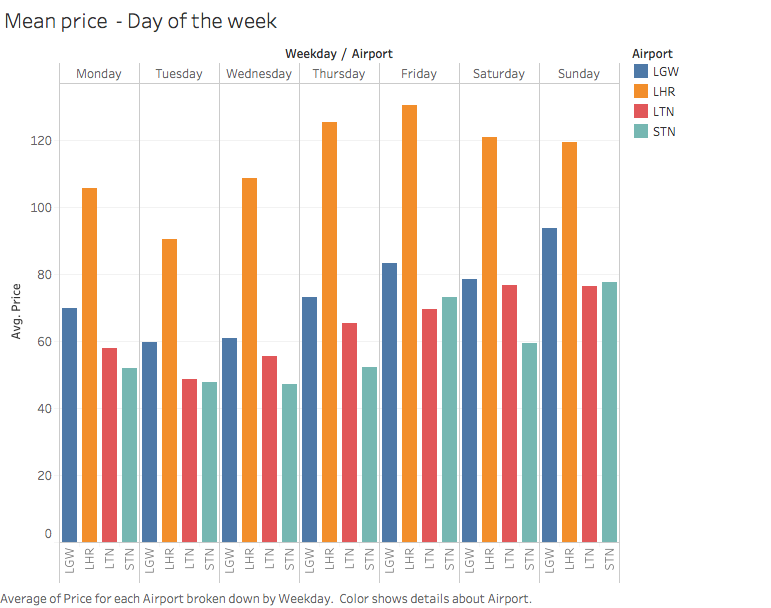 Mean price - Day of the week
Weekday / Airport
Monday Tuesday Wednesday Thursday Friday Saturday Sunday
Airport
LGW
LHR
LTN
STN
Avg. Price
120
100
80
60
40
20
0
LGW LHR LTN STN LGW LHR LTN STN LGW LHR LTN STN LGW LHR LTN STN LGW LHR LTN STN LGW LHR LTN STN LGW LHR LTN STN
Average of Price for each Airport broken down by Weekday. Color shows details about Airport.